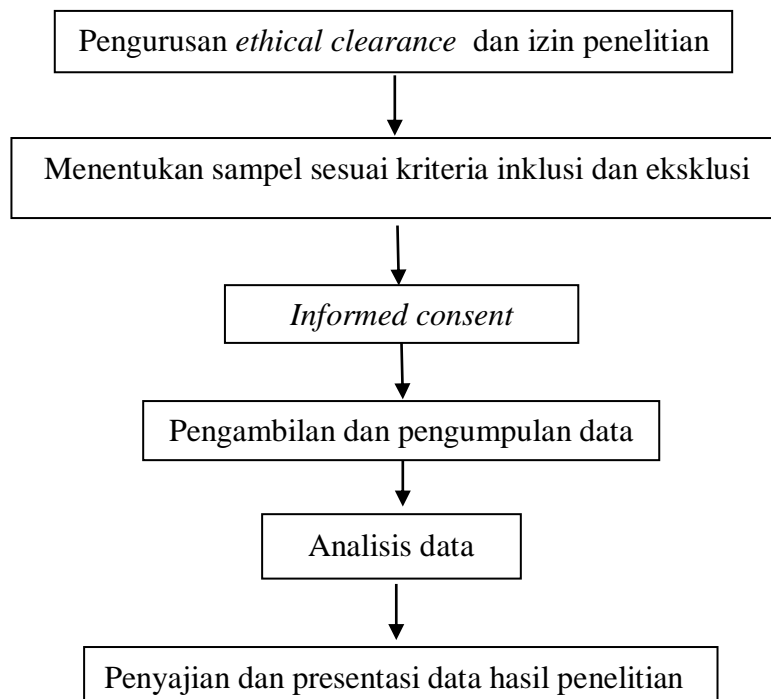 Pengurusan ethical clearance dan izin penelitian
Menentukan sampel sesuai kriteria inklusi dan eksklusi
Informed consent
Pengambilan dan pengumpulan data
Analisis data
Penyajian dan presentasi data hasil penelitian